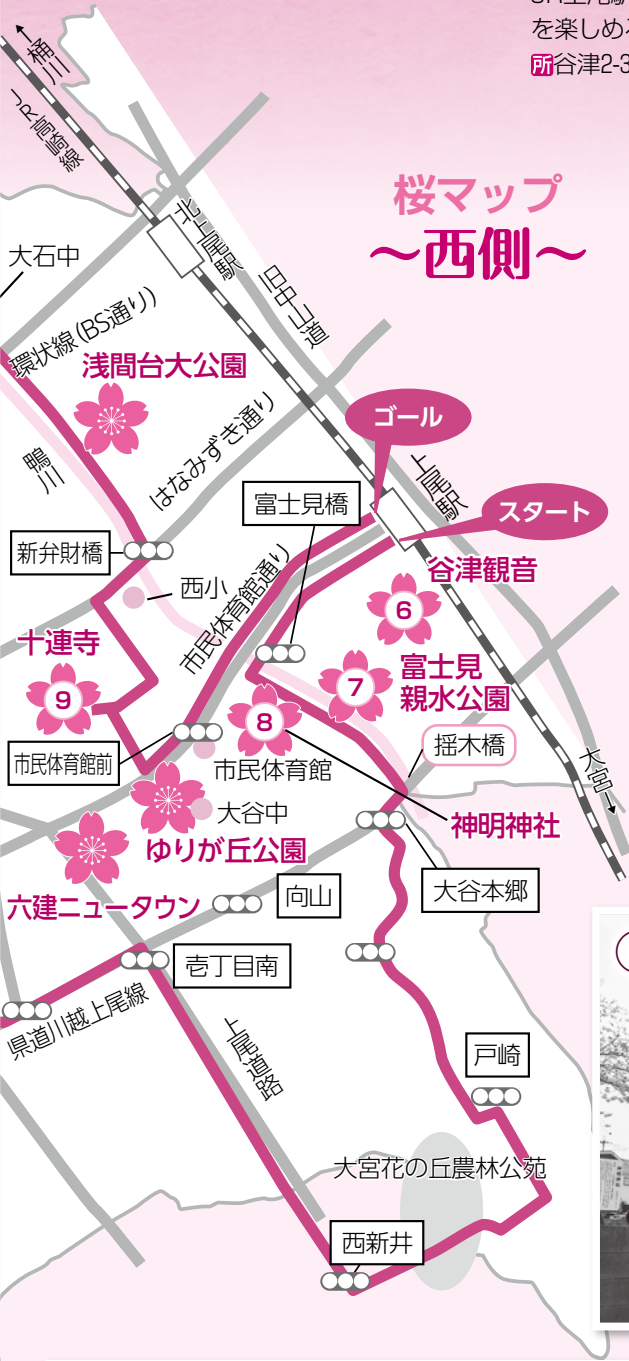 を楽しめ
所谷津2-3
桜マップ
〜西側〜
↑桶川
JR高崎線
北上尾駅
旧中山道
大石中
環状線(BS通り)
浅間台大公園
鴨川
はなみずき通り
ゴール
上尾駅
スタート
富士見橋
新弁財橋
西小
市民体育館通り
谷津観音
6
十連寺
9
富士見
親水公園
7
8
揺木橋
大宮→
市民体育館前
市民体育館
大谷中
神明神社
ゆりが丘公園
大谷本郷
六建ニュータウン
向山
壱丁目南
県道川越上尾線
上尾道路
戸崎
大宮花の丘農林公苑
西新井